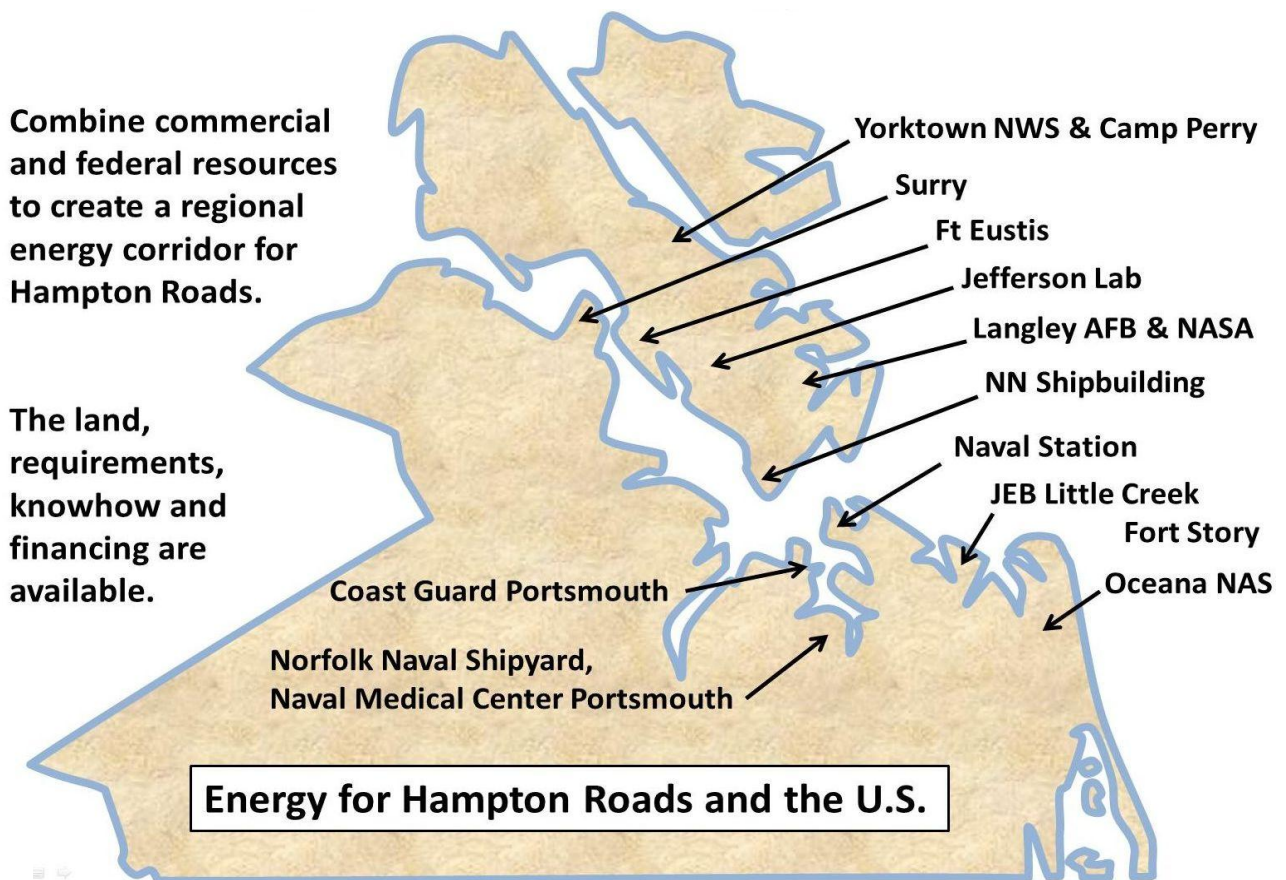 Combine commercial
and federal resources
to create a regional
energy corridor for
Hampton Roads.
The land,
requirements,
knowhow and
financing are
available.
Yorktown NWS & Camp Perry
Surry
Ft Eustis
Jefferson Lab
Langley AFB & NASA
NN Shipbuilding
Naval Station
JEB Little Creek
Fort Story
Oceana NAS
Coast Guard Portsmouth
Norfolk Naval Shipyard,
Naval Medical Center Portsmouth
Energy for Hampton Roads and the U.S.